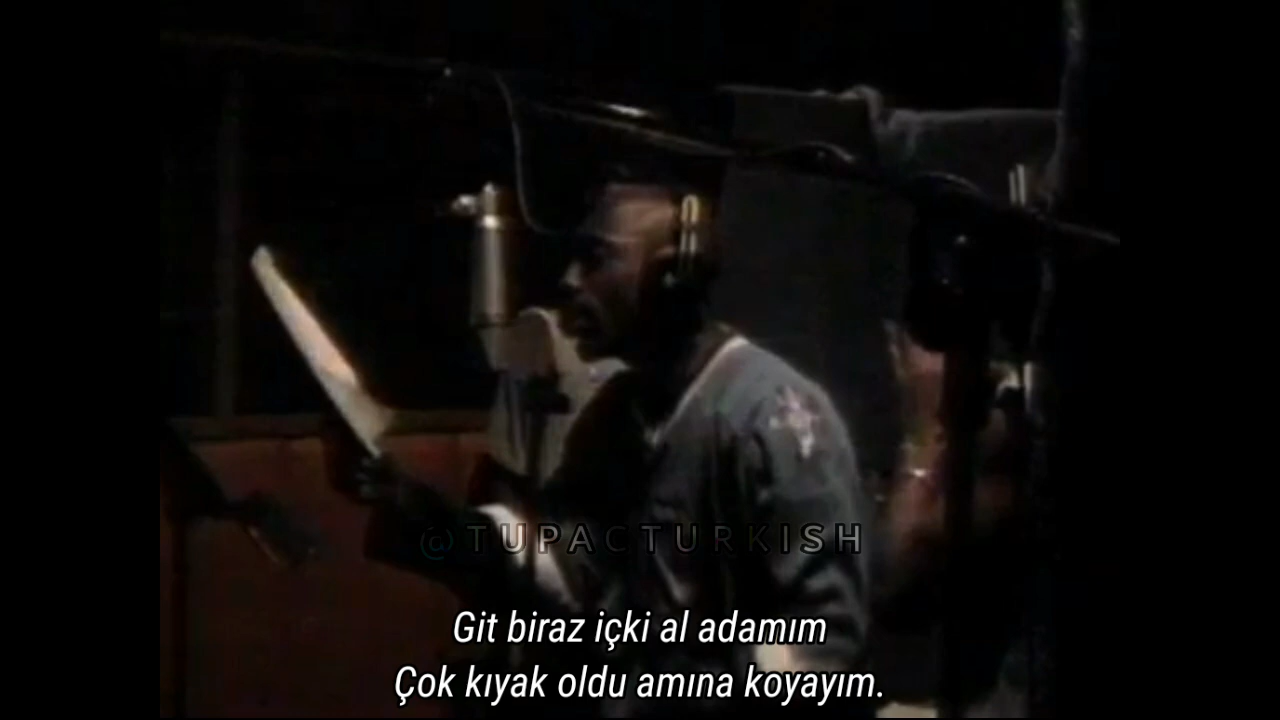 @TUPACTURKISH
Git biraz içki al adamım
Çok kıyak oldu amına koyayım.